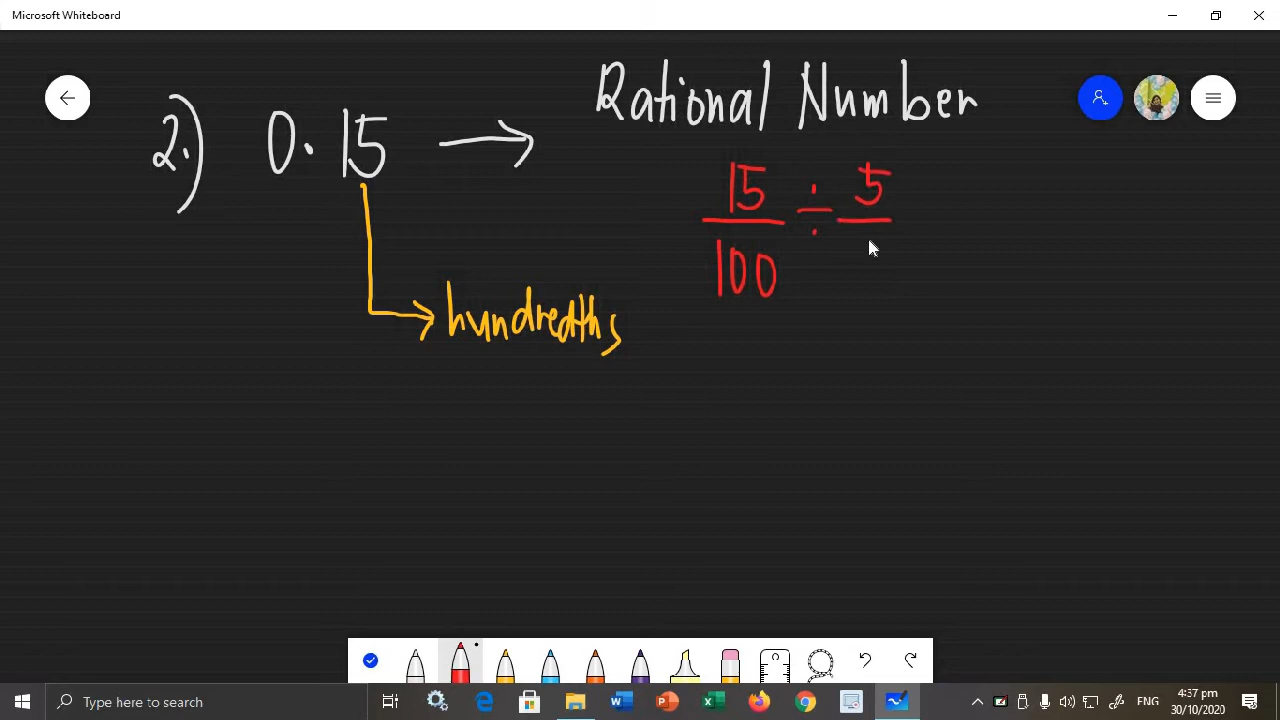 Microsoft Whiteboard
Rational Number
2.) 0.15 →
15 ÷ 5
100
hundredths
Type here to search
ENG
4:37 pm
30/10/2020